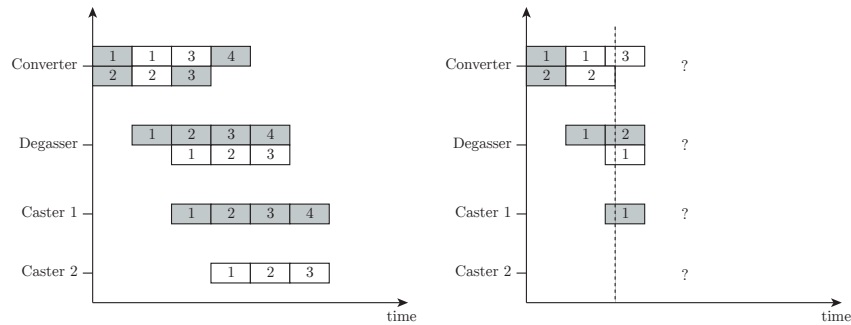 Converter
1 1 3 4
2 2 3
Degasser
1 2 3 4
1 2 3
Caster 1
1 2 3 4
Caster 2
1 2 3
time
Converter
1 1 3
?
2 2
Degasser
1 2
?
1
Caster 1
1
?
Caster 2
?
time